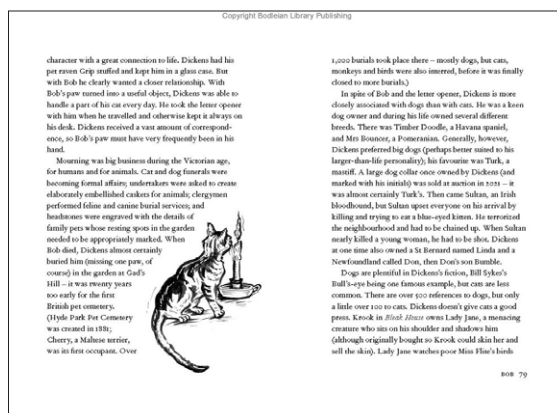 Copyright Bodleian Library Publishing
character with a great connection to life. Dickens had his
pet raven Grip stuffed and kept him in a glass case. But
with Bob he clearly wanted a closer relationship. With
Bob's paw turned into a useful object, Dickens was able to
handle a part of his cat every day. He took the letter opener
with him when he travelled and otherwise kept it always on
his desk. Dickens received a vast amount of correspond-
ence, so Bob's paw must have very frequently been in his
hand.
Mourning was big business during the Victorian age,
for humans and for animals. Cat and dog funerals were
becoming formal affairs; undertakers were asked to create
elaborately embellished caskets for animals; clergymen
performed feline and canine burial services; and
headstones were engraved with the details of
family pets whose resting spots in the garden
needed to be appropriately marked. When
Bob died, Dickens almost certainly
buried him (missing one paw, of
course) in the garden at Gad's
Hill – it was twenty years
too early for the first
British pet cemetery.
(Hyde Park Pet Cemetery
was created in 1881;
Cherry, a Maltese terrier,
was its first occupant. Over
1,000 burials took place there – mostly dogs, but cats,
monkeys and birds were also interred, before it was finally
closed to more burials.)
In spite of Bob and the letter opener, Dickens is more
closely associated with dogs than with cats. He was a keen
dog owner and during his life owned several different
breeds. There was Timber Doodle, a Havana spaniel,
and Mrs Bouncer, a Pomeranian. Generally, however,
Dickens preferred big dogs (perhaps better suited to his
larger-than-life personality); his favourite was Turk, a
mastiff. A large dog collar once owned by Dickens (and
marked with his initials) was sold at auction in 2021 – it
was almost certainly Turk's. Then came Sultan, an Irish
bloodhound, but Sultan upset everyone on his arrival by
killing and trying to eat a blue-eyed kitten. He terrorized
the neighbourhood and had to be chained up. When Sultan
nearly killed a young woman, he had to be shot. Dickens
at one time also owned a St Bernard named Linda and a
Newfoundland called Don, then Don's son Bumble.
Dogs are plentiful in Dickens's fiction, Bill Sykes's
Bull's-eye being one famous example, but cats are less
common. There are over 500 references to dogs, but only
a little over 100 to cats. Dickens doesn't give cats a good
press. Krook in Bleak House owns Lady Jane, a menacing
creature who sits on his shoulder and shadows him
(although originally bought so Krook could skin her and
sell the skin). Lady Jane watches poor Miss Flite's birds
BOB 79